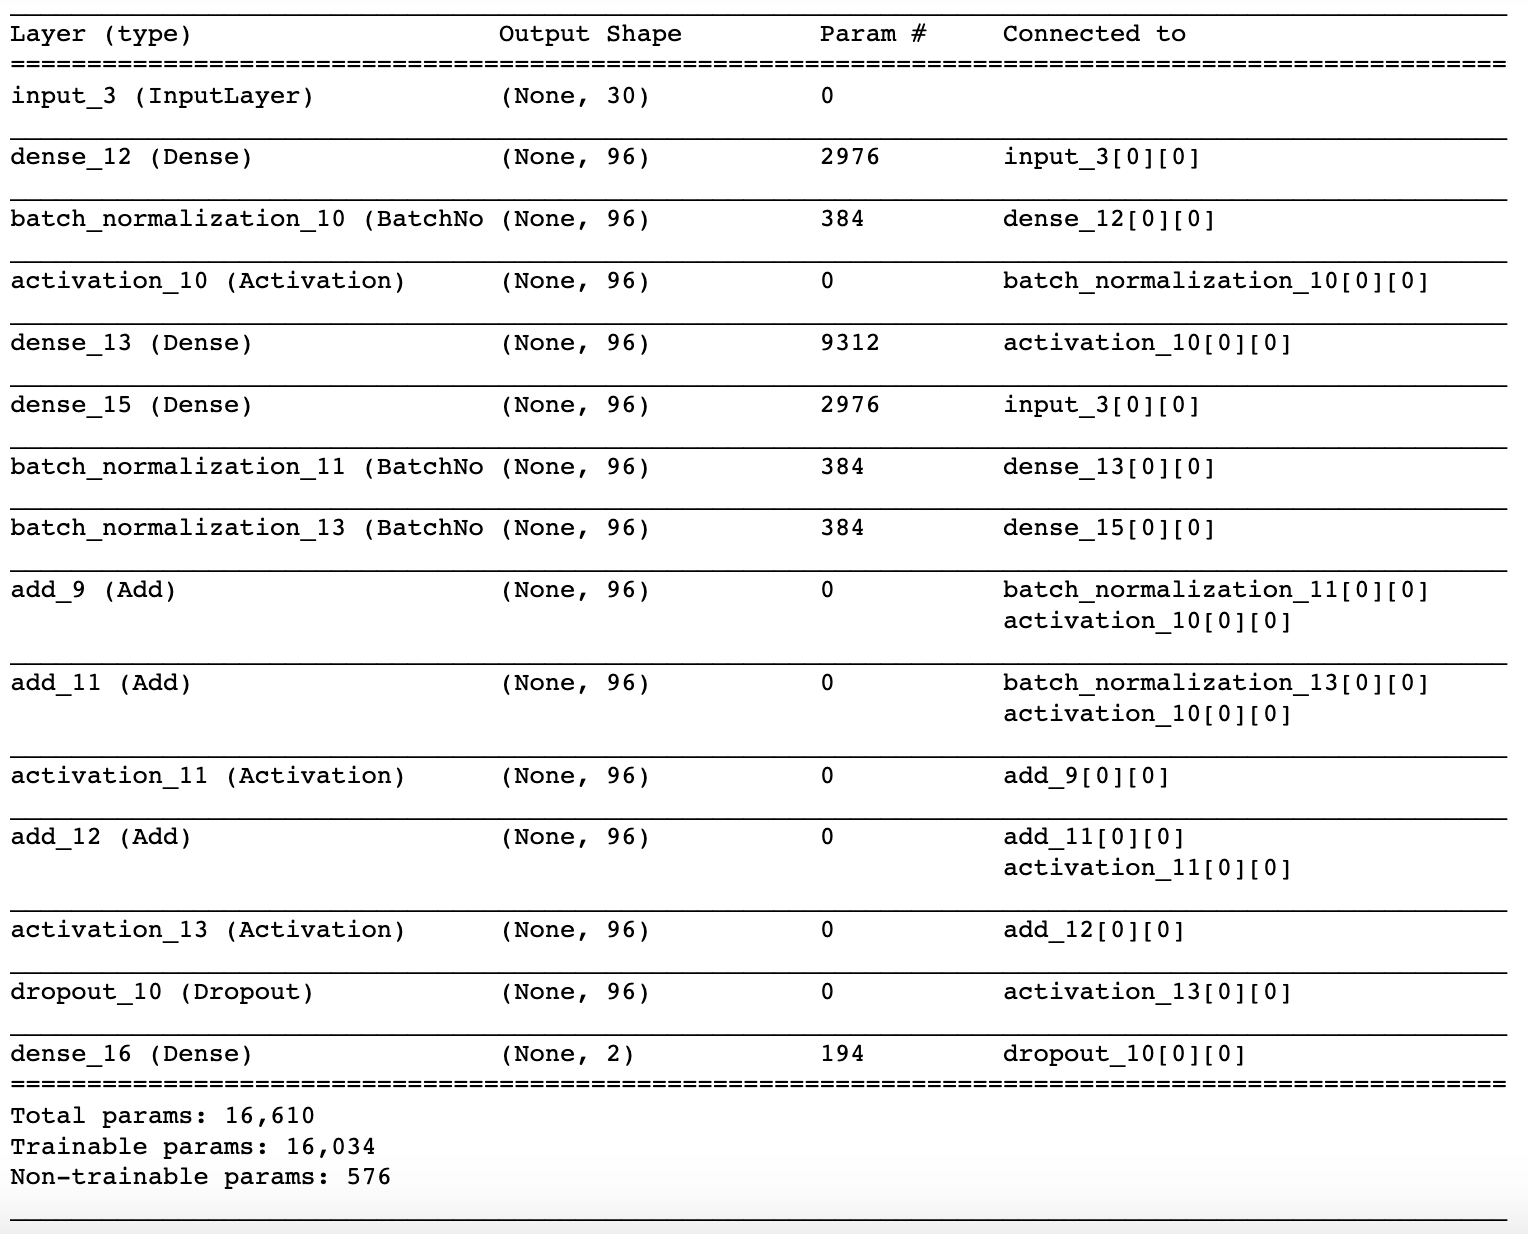 Layer (type) Output Shape Param # Connected to
==================================================================================================
input_3 (InputLayer) (None, 30) 0
dense_12 (Dense) (None, 96) 2976 input_3[0][0]
batch_normalization_10 (BatchNo (None, 96) 384 dense_12[0][0]
activation_10 (Activation) (None, 96) 0 batch_normalization_10[0][0]
dense_13 (Dense) (None, 96) 9312 activation_10[0][0]
dense_15 (Dense) (None, 96) 2976 input_3[0][0]
batch_normalization_11 (BatchNo (None, 96) 384 dense_13[0][0]
batch_normalization_13 (BatchNo (None, 96) 384 dense_15[0][0]
add_9 (Add) (None, 96) 0 batch_normalization_11[0][0]
activation_10[0][0]
add_11 (Add) (None, 96) 0 batch_normalization_13[0][0]
activation_10[0][0]
activation_11 (Activation) (None, 96) 0 add_9[0][0]
add_12 (Add) (None, 96) 0 add_11[0][0]
activation_11[0][0]
activation_13 (Activation) (None, 96) 0 add_12[0][0]
dropout_10 (Dropout) (None, 96) 0 activation_13[0][0]
dense_16 (Dense) (None, 2) 194 dropout_10[0][0]
==================================================================================================
Total params: 16,610
Trainable params: 16,034
Non-trainable params: 576